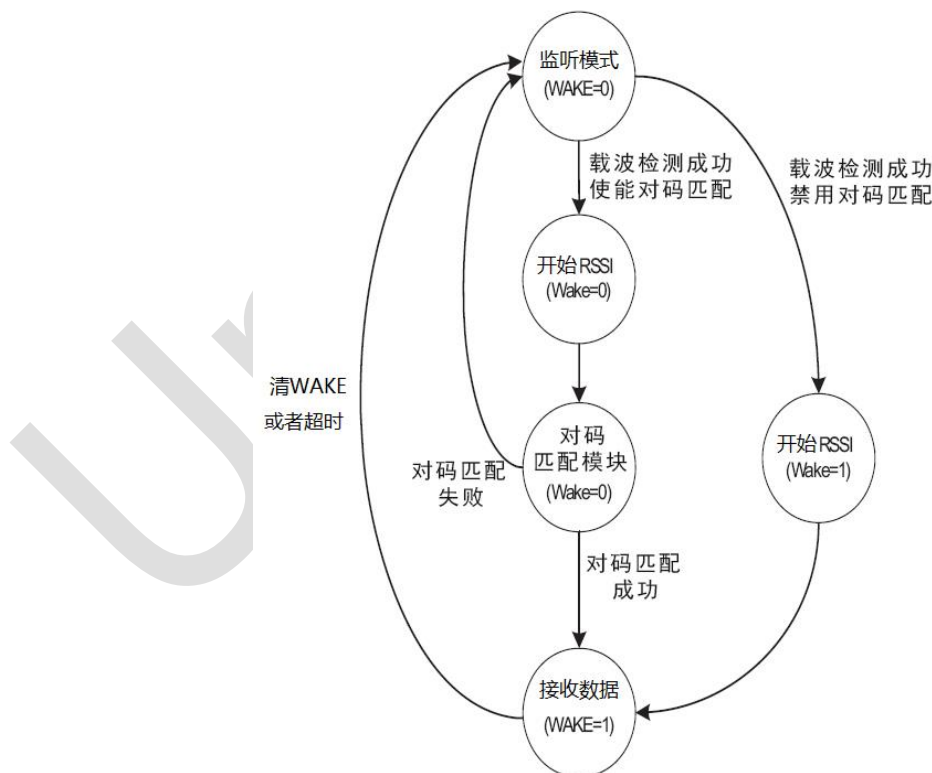 监听模式
(WAKE=0)
载波检测成功
使能对码匹配
载波检测成功
禁用对码匹配
开始RSSI
(Wake=0)
清WAKE
或者超时
对码
匹配模块
(Wake=0)
开始RSSI
(Wake=1)
对码匹配
失败
对码匹配
成功
接收数据
(WAKE=1)